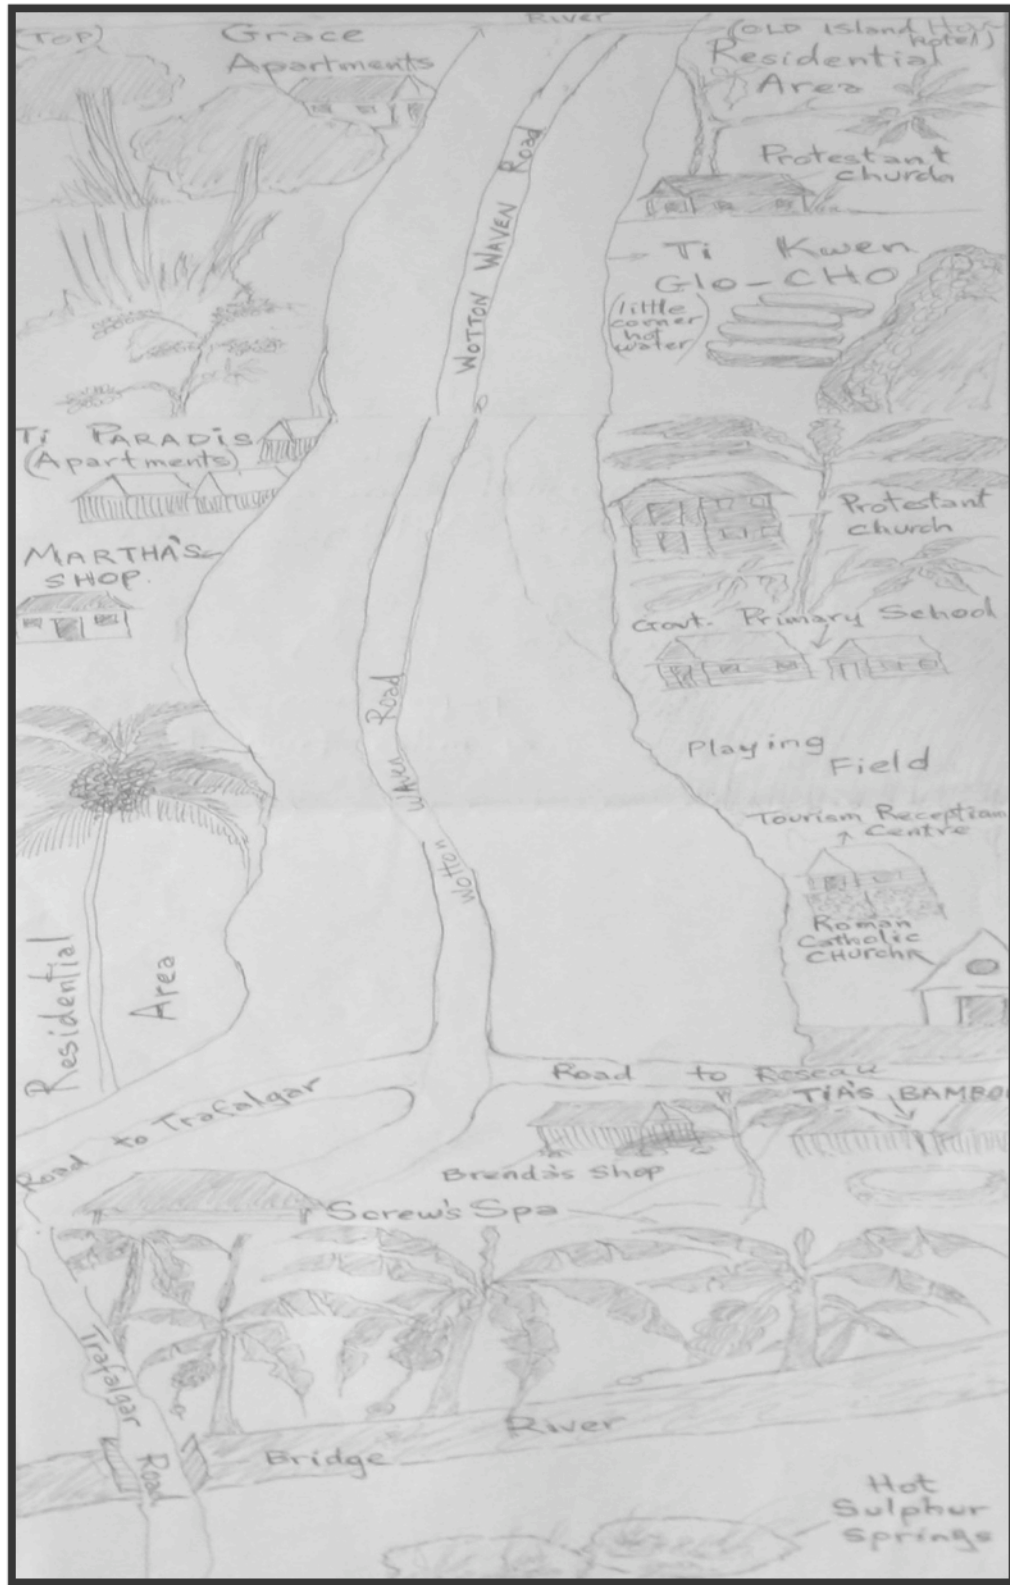 River
(TOP)
Grace
Apartments
(OLD Island House
Hotel)
Residential
Area
Protestant
church
WOTTON WAVEN Road
Ti Kwen
Glo-CHO
(little
corner
hot
water)
Ti PARADIS
(Apartments)
MARTHA'S
SHOP.
Protestant
church
Govt. Primary School
Wotton WAven Road
Playing
Field
Tourism Reception
Centre
Roman
Catholic
CHurch
Residential
Area
Road to Trafalgar
Road to Roseau
TiA'S BAMBOO
Brenda's Shop
Screw's Spa
Trafalgar
Road
River
Bridge
Hot
Sulphur
Springs